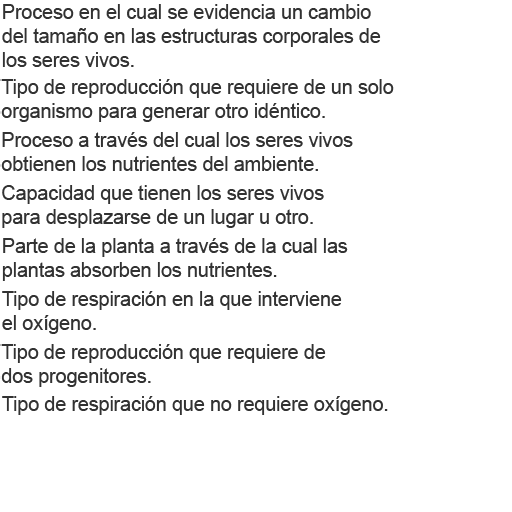 Proceso en el cual se evidencia un cambio
del tamaño en las estructuras corporales de
los seres vivos.
Tipo de reproducción que requiere de un solo
organismo para generar otro idéntico.
Proceso a través del cual los seres vivos
obtienen los nutrientes del ambiente.
Capacidad que tienen los seres vivos
para desplazarse de un lugar u otro.
Parte de la planta a través de la cual las
plantas absorben los nutrientes.
Tipo de respiración en la que interviene
el oxígeno.
Tipo de reproducción que requiere de
dos progenitores.
Tipo de respiración que no requiere oxígeno.